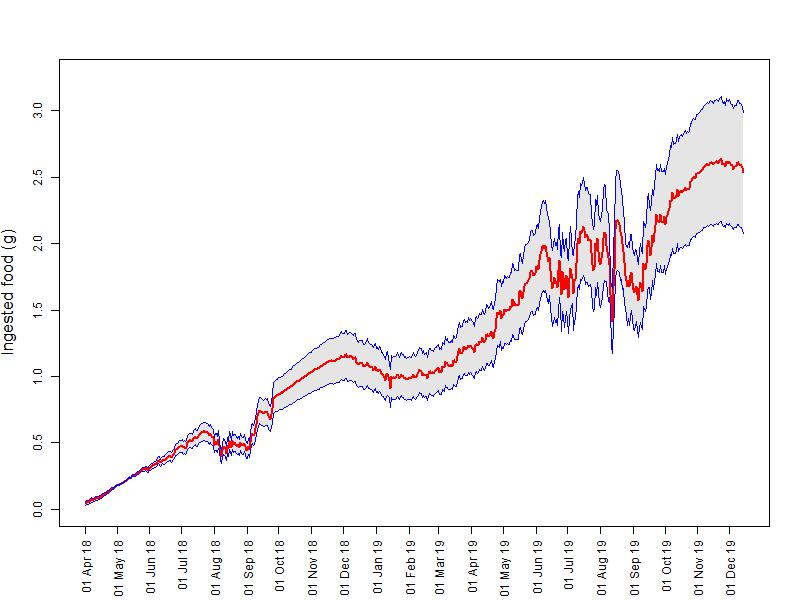 Ingested food (g)
3.0
2.5
2.0
1.5
1.0
0.5
0.0
01 Apr 18
01 May 18
01 Jun 18
01 Jul 18
01 Aug 18
01 Sep 18
01 Oct 18
01 Nov 18
01 Dec 18
01 Jan 19
01 Feb 19
01 Mar 19
01 Apr 19
01 May 19
01 Jun 19
01 Jul 19
01 Aug 19
01 Sep 19
01 Oct 19
01 Nov 19
01 Dec 19